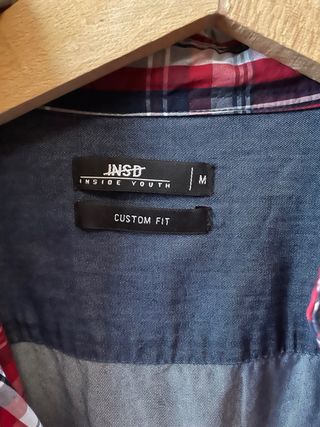 INSD
INSIDE YOUTH
M
CUSTOM FIT